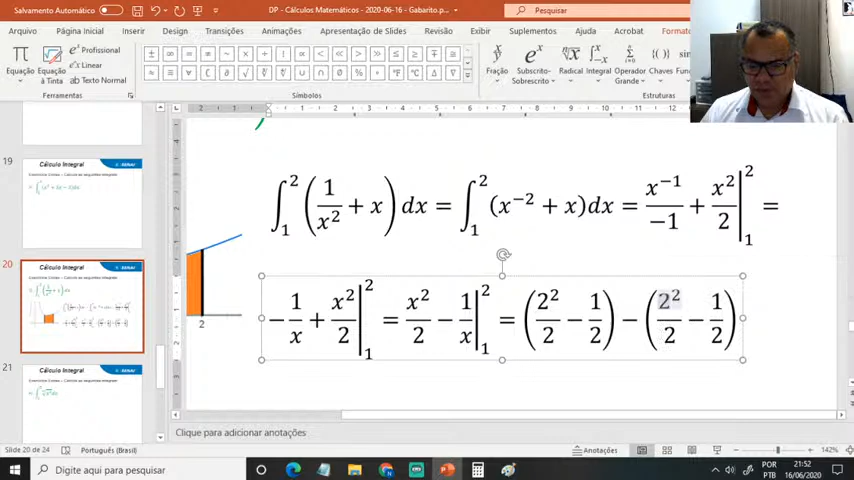 Salvamento Automático
DP - Cálculos Matemáticos - 2020-06-16 - Gabarito.p...
Pesquisar
Arquivo Página Inicial Inserir Design Transições Animações Apresentação de Slides Revisão Exibir Suplementos Ajuda Acrobat Formato
Equação
Equação à Tinta
Profissional
Linear
ab Texto Normal
Fração
Subscrito-Sobrescrito
Radical
Integral
Operador Grande
Ferramentas
Símbolos
Estruturas
19
Cálculo Integral
20
Cálculo Integral
21
Cálculo Integral
2
∫₁² (1/x² + x) dx = ∫₁² (x⁻² + x)dx = x⁻¹/−1 + x²/2 |₁² =
−1/x + x²/2 |₁² = x²/2 − 1/x |₁² = (2²/2 − 1/2) − (2²/2 − 1/2)
Clique para adicionar anotações
Slide 20 de 24
Português (Brasil)
Anotações
142%
Digite aqui para pesquisar
POR
PTB
21:52
16/06/2020